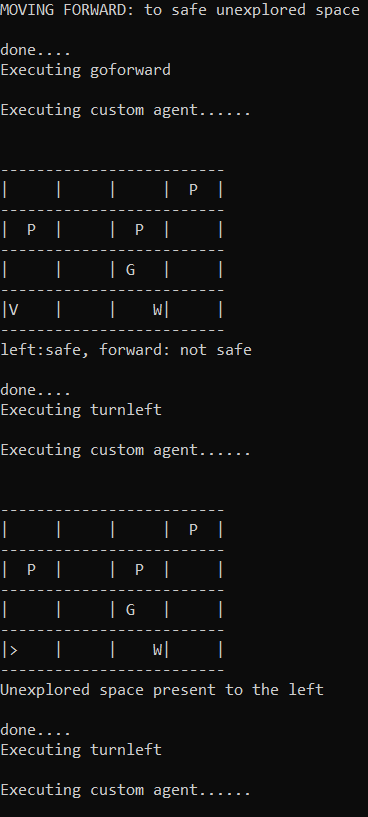 MOVING FORWARD: to safe unexplored space
done....
Executing goforward
Executing custom agent......
-------------------------
|     |     |     |  P  |
-------------------------
|  P  |     |  P  |     |
-------------------------
|     |     | G   |     |
-------------------------
|V    |     |    W|     |
-------------------------
left:safe, forward: not safe
done....
Executing turnleft
Executing custom agent......
-------------------------
|     |     |     |  P  |
-------------------------
|  P  |     |  P  |     |
-------------------------
|     |     | G   |     |
-------------------------
|>    |     |    W|     |
-------------------------
Unexplored space present to the left
done....
Executing turnleft
Executing custom agent......